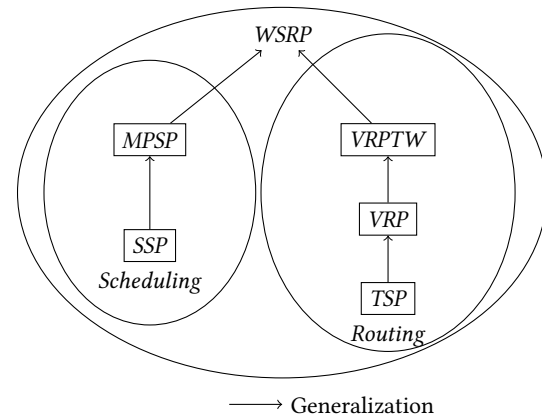 WSRP
MPSP
VRPTW
VRP
SSP
Scheduling
TSP
Routing
Generalization